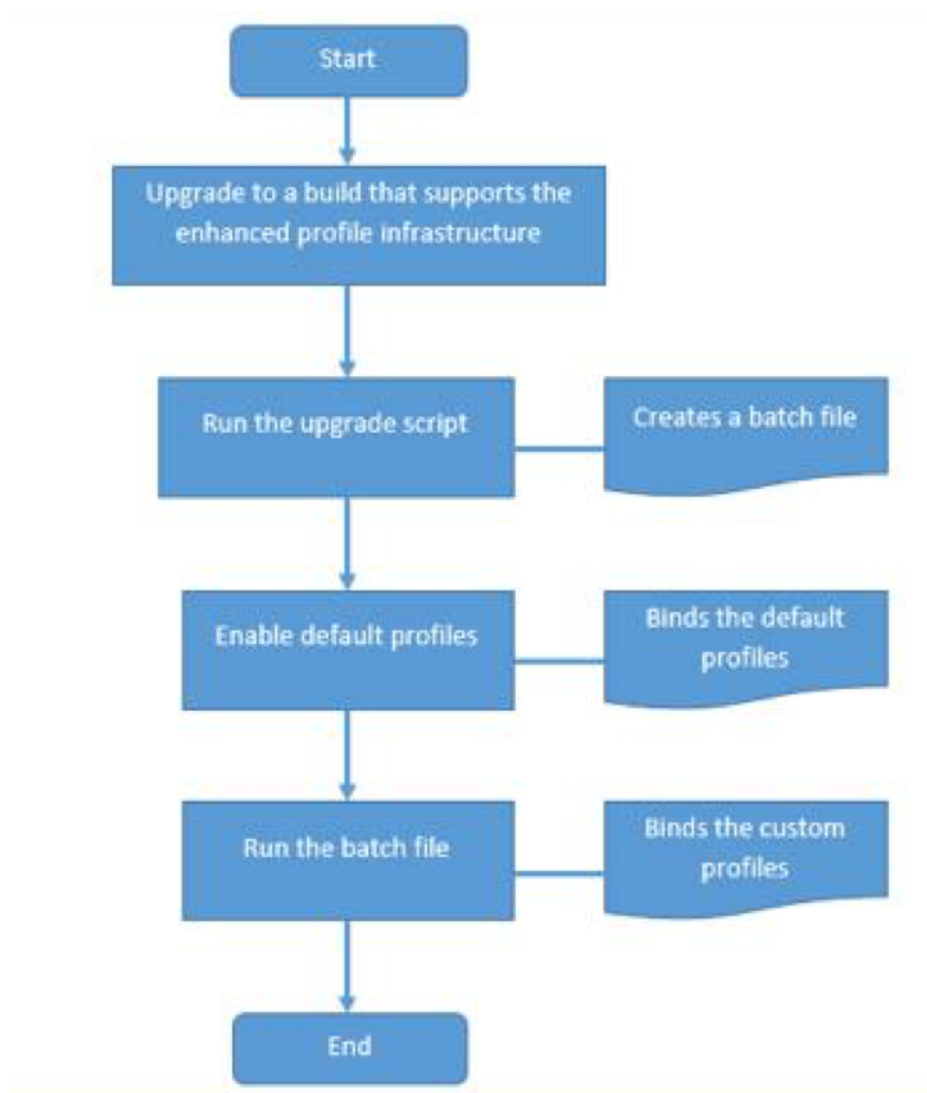 Start
Upgrade to a build that supports the
enhanced profile infrastructure
Run the upgrade script
Creates a batch file
Enable default profiles
Binds the default
profiles
Run the batch file
Binds the custom
profiles
End